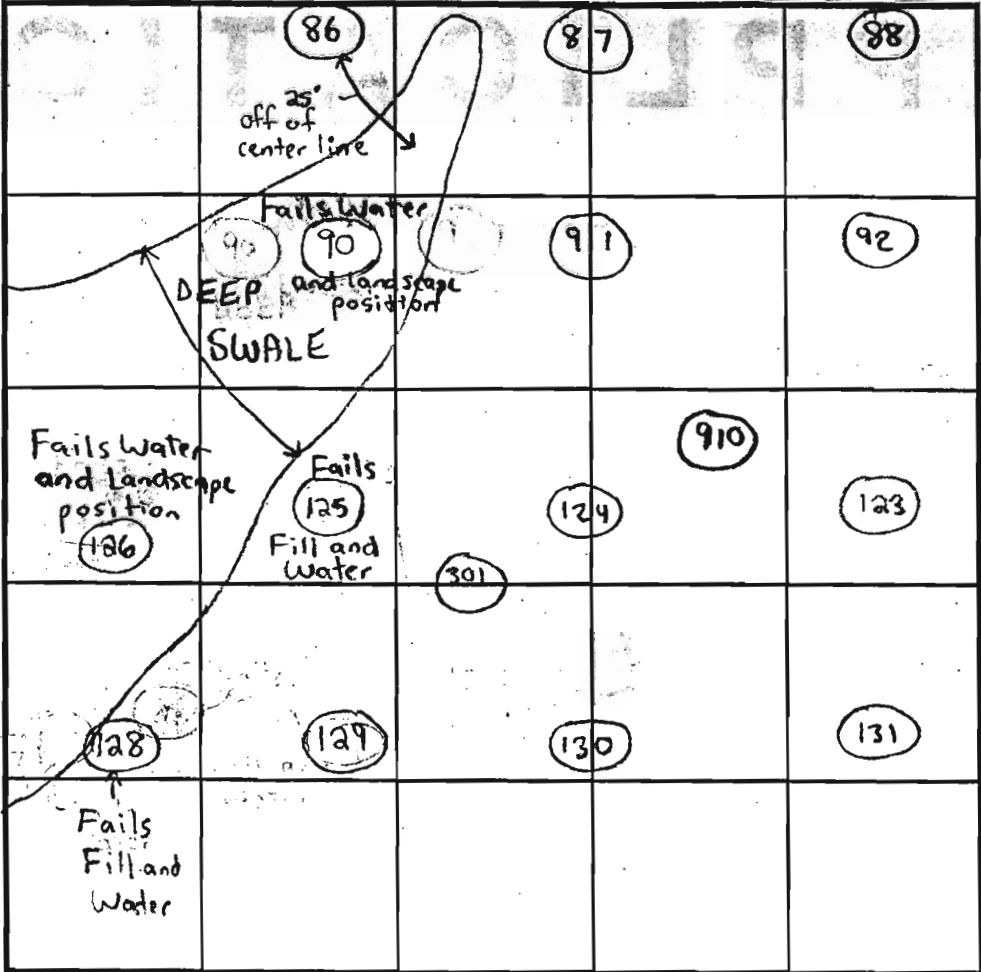 86
87
88
25°
off of
center line
Fails Water
90
90
91
92
and landscape
position
DEEP
SWALE
910
Fails Water
and Landscape
position
126
Fails
125
Fill and
Water
124
123
301
128
129
130
131
Fails
Fill and
Water